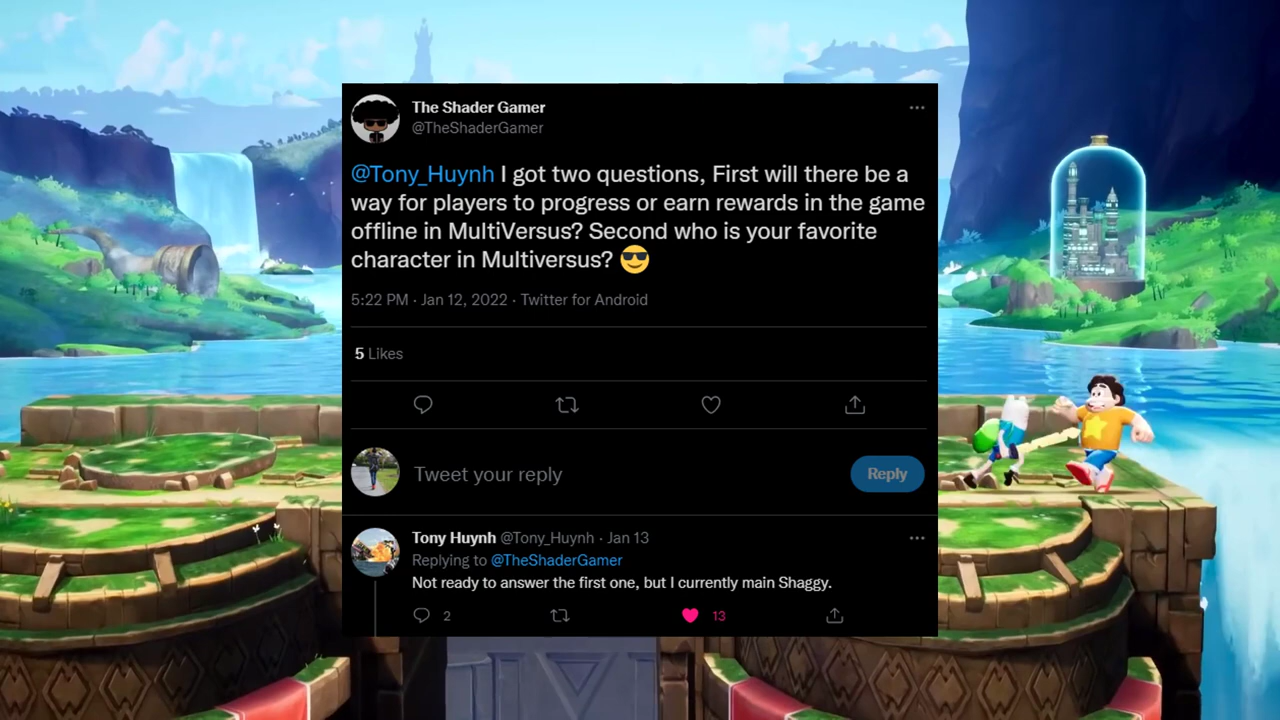 The Shader Gamer
@TheShaderGamer
@Tony_Huynh I got two questions, First will there be a
way for players to progress or earn rewards in the game
offline in MultiVersus? Second who is your favorite
character in Multiversus? 😎
5:22 PM · Jan 12, 2022 · Twitter for Android
5 Likes
Tweet your reply
Reply
Tony Huynh @Tony_Huynh · Jan 13
Replying to @TheShaderGamer
Not ready to answer the first one, but I currently main Shaggy.
2
13